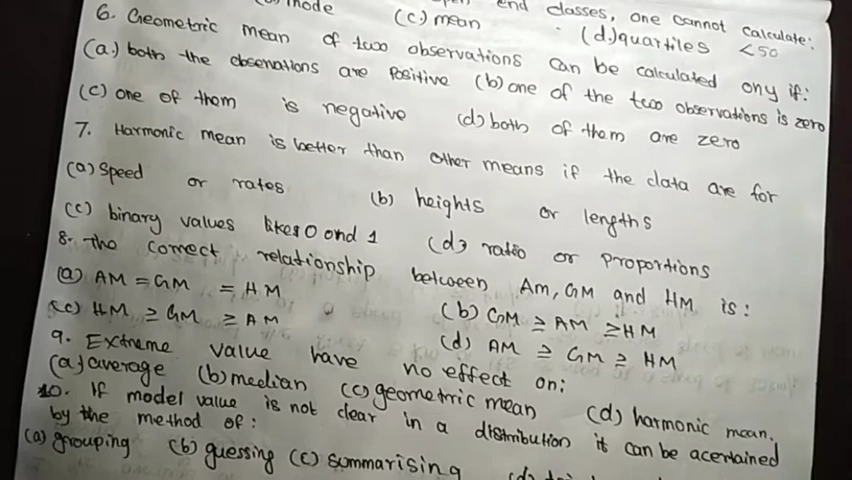 end classes, one cannot calculate:
mode (c) mean (d) quartiles <50
6. Geometric mean of two observations can be calculated ony if:
(a) both the observations are positive (b) one of the two observations is zero
(c) one of them is negative (d) both of them are zero
7. Harmonic mean is better than other means if the data are for
(a) speed or rates (b) heights or lengths
(c) binary values likes 0 and 1 (d) ratio or proportions
8. The correct relationship between Am, GM and HM is:
(a) AM = GM = HM (b) GM ≥ AM ≥ HM
(c) HM ≥ GM ≥ AM (d) AM ≥ GM ≥ HM
9. Extreme value have no effect on:
(a) average (b) median (c) geometric mean (d) harmonic mean.
10. If model value is not clear in a distribution it can be acertained
by the method of:
(a) grouping (b) guessing (c) summarising (d)